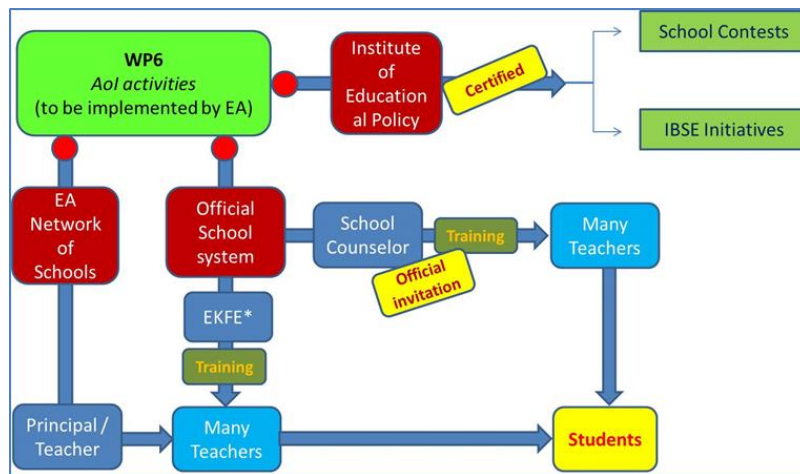 WP6
AoI activities
(to be implemented by EA)
Institute
of
Education
al Policy
Certified
School Contests
IBSE Initiatives
EA
Network
of
Schools
Official
School
system
School
Counselor
Training
Official
invitation
Many
Teachers
EKFE*
Training
Principal /
Teacher
Many
Teachers
Students